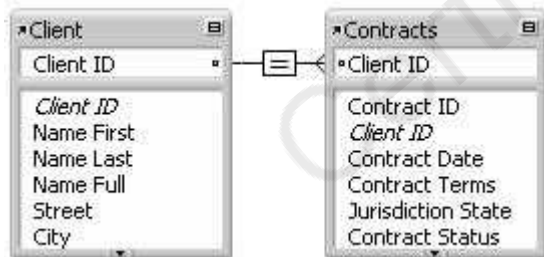 Client
Client ID
Client ID
Name First
Name Last
Name Full
Street
City
=
Contracts
Client ID
Contract ID
Client ID
Contract Date
Contract Terms
Jurisdiction State
Contract Status